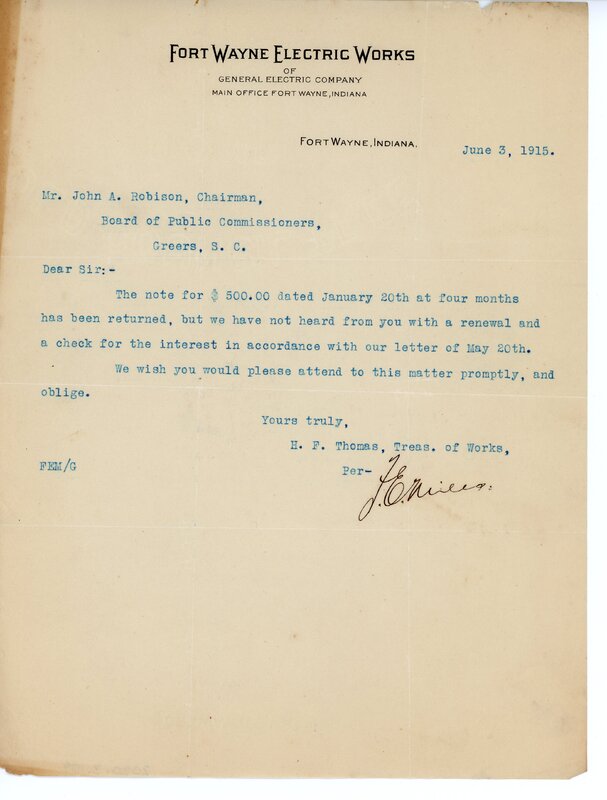 FORT WAYNE ELECTRIC WORKS
OF
GENERAL ELECTRIC COMPANY
MAIN OFFICE FORT WAYNE, INDIANA
FORT WAYNE, INDIANA. June 3, 1915.
Mr. John A. Robison, Chairman,
Board of Public Commissioners,
Greers, S. C.
Dear Sir:-
The note for $ 500.00 dated January 20th at four months
has been returned, but we have not heard from you with a renewal and
a check for the interest in accordance with our letter of May 20th.
We wish you would please attend to this matter promptly, and
oblige.
Yours truly,
H. F. Thomas, Treas. of Works,
FEM/G Per-
F.E. Miller